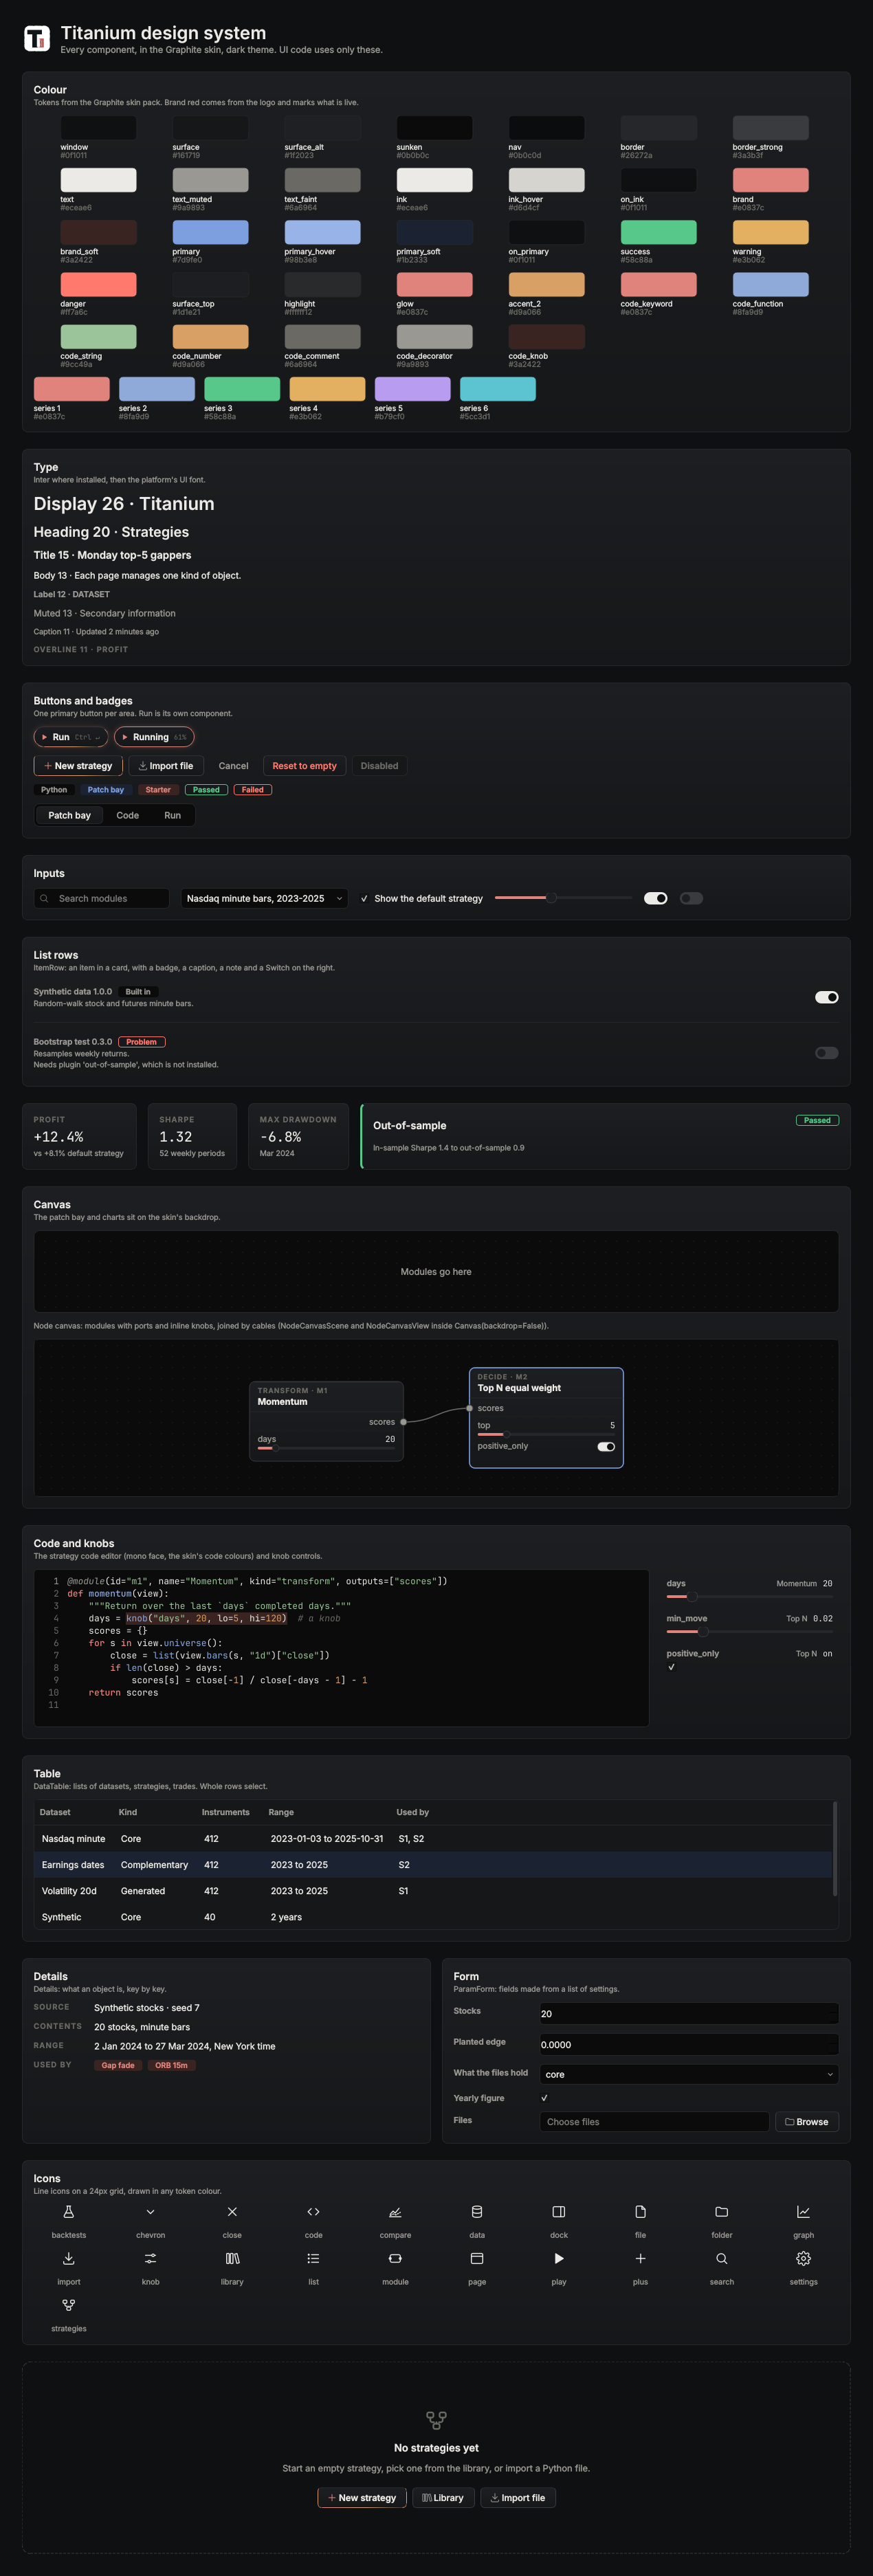 Ti
Titanium design system
Every component, in the Graphite skin, dark theme. UI code uses only these.
Colour
Tokens from the Graphite skin pack. Brand red comes from the logo and marks what is live.
window surface surface_alt sunken nav border border_strong
#0f1011 #161719 #1f2023 #0b0b0c #0b0c0d #26272a #3a3b3f
text text_muted text_faint ink ink_hover on_ink brand
#eceae6 #9a9893 #6a6964 #eceae6 #d6d4cf #0f1011 #e0837c
brand_soft primary primary_hover primary_soft on_primary success warning
#3a2422 #7d9fe0 #98b3e8 #1b2333 #0f1011 #58c88a #e3b062
danger surface_top highlight glow accent_2 code_keyword code_function
#ff7a6c #1d1e21 #ffffff12 #e0837c #d9a066 #e0837c #8fa9d9
code_string code_number code_comment code_decorator code_knob
#9cc49a #d9a066 #6a6964 #9a9893 #3a2422
series 1 series 2 series 3 series 4 series 5 series 6
#e0837c #8fa9d9 #58c88a #e3b062 #b79cf0 #5cc3d1
Type
Inter where installed, then the platform's UI font.
Display 26 · Titanium
Heading 20 · Strategies
Title 15 · Monday top-5 gappers
Body 13 · Each page manages one kind of object.
Label 12 · DATASET
Muted 13 · Secondary information
Caption 11 · Updated 2 minutes ago
OVERLINE 11 · PROFIT
Buttons and badges
One primary button per area. Run is its own component.
Run Ctrl ↵ Running 61%
New strategy Import file Cancel Reset to empty Disabled
Python Patch bay Starter Passed Failed
Patch bay Code Run
Inputs
Search modules Nasdaq minute bars, 2023-2025 Show the default strategy
List rows
ItemRow: an item in a card, with a badge, a caption, a note and a Switch on the right.
Synthetic data 1.0.0 Built in
Random-walk stock and futures minute bars.
Bootstrap test 0.3.0 Problem
Resamples weekly returns.
Needs plugin 'out-of-sample', which is not installed.
PROFIT
+12.4%
vs +8.1% default strategy
SHARPE
1.32
52 weekly periods
MAX DRAWDOWN
-6.8%
Mar 2024
Out-of-sample Passed
In-sample Sharpe 1.4 to out-of-sample 0.9
Canvas
The patch bay and charts sit on the skin's backdrop.
Modules go here
Node canvas: modules with ports and inline knobs, joined by cables (NodeCanvasScene and NodeCanvasView inside Canvas(backdrop=False)).
TRANSFORM · M1
Momentum
scores
days 20
DECIDE · M2
Top N equal weight
scores
top 5
positive_only
Code and knobs
The strategy code editor (mono face, the skin's code colours) and knob controls.
1 @module(id="m1", name="Momentum", kind="transform", outputs=["scores"])
2 def momentum(view):
3 """Return over the last `days` completed days."""
4 days = knob("days", 20, lo=5, hi=120) # a knob
5 scores = {}
6 for s in view.universe():
7 close = list(view.bars(s, "1d")["close"])
8 if len(close) > days:
9 scores[s] = close[-1] / close[-days - 1] - 1
10 return scores
11
days Momentum 20
min_move Top N 0.02
positive_only Top N on
Table
DataTable: lists of datasets, strategies, trades. Whole rows select.
Dataset Kind Instruments Range Used by
Nasdaq minute Core 412 2023-01-03 to 2025-10-31 S1, S2
Earnings dates Complementary 412 2023 to 2025 S2
Volatility 20d Generated 412 2023 to 2025 S1
Synthetic Core 40 2 years
Details
Details: what an object is, key by key.
SOURCE Synthetic stocks · seed 7
CONTENTS 20 stocks, minute bars
RANGE 2 Jan 2024 to 27 Mar 2024, New York time
USED BY Gap fade ORB 15m
Form
ParamForm: fields made from a list of settings.
Stocks 20
Planted edge 0.0000
What the files hold core
Yearly figure
Files Choose files Browse
Icons
Line icons on a 24px grid, drawn in any token colour.
backtests chevron close code compare data dock file folder graph
import knob library list module page play plus search settings
strategies
No strategies yet
Start an empty strategy, pick one from the library, or import a Python file.
New strategy Library Import file